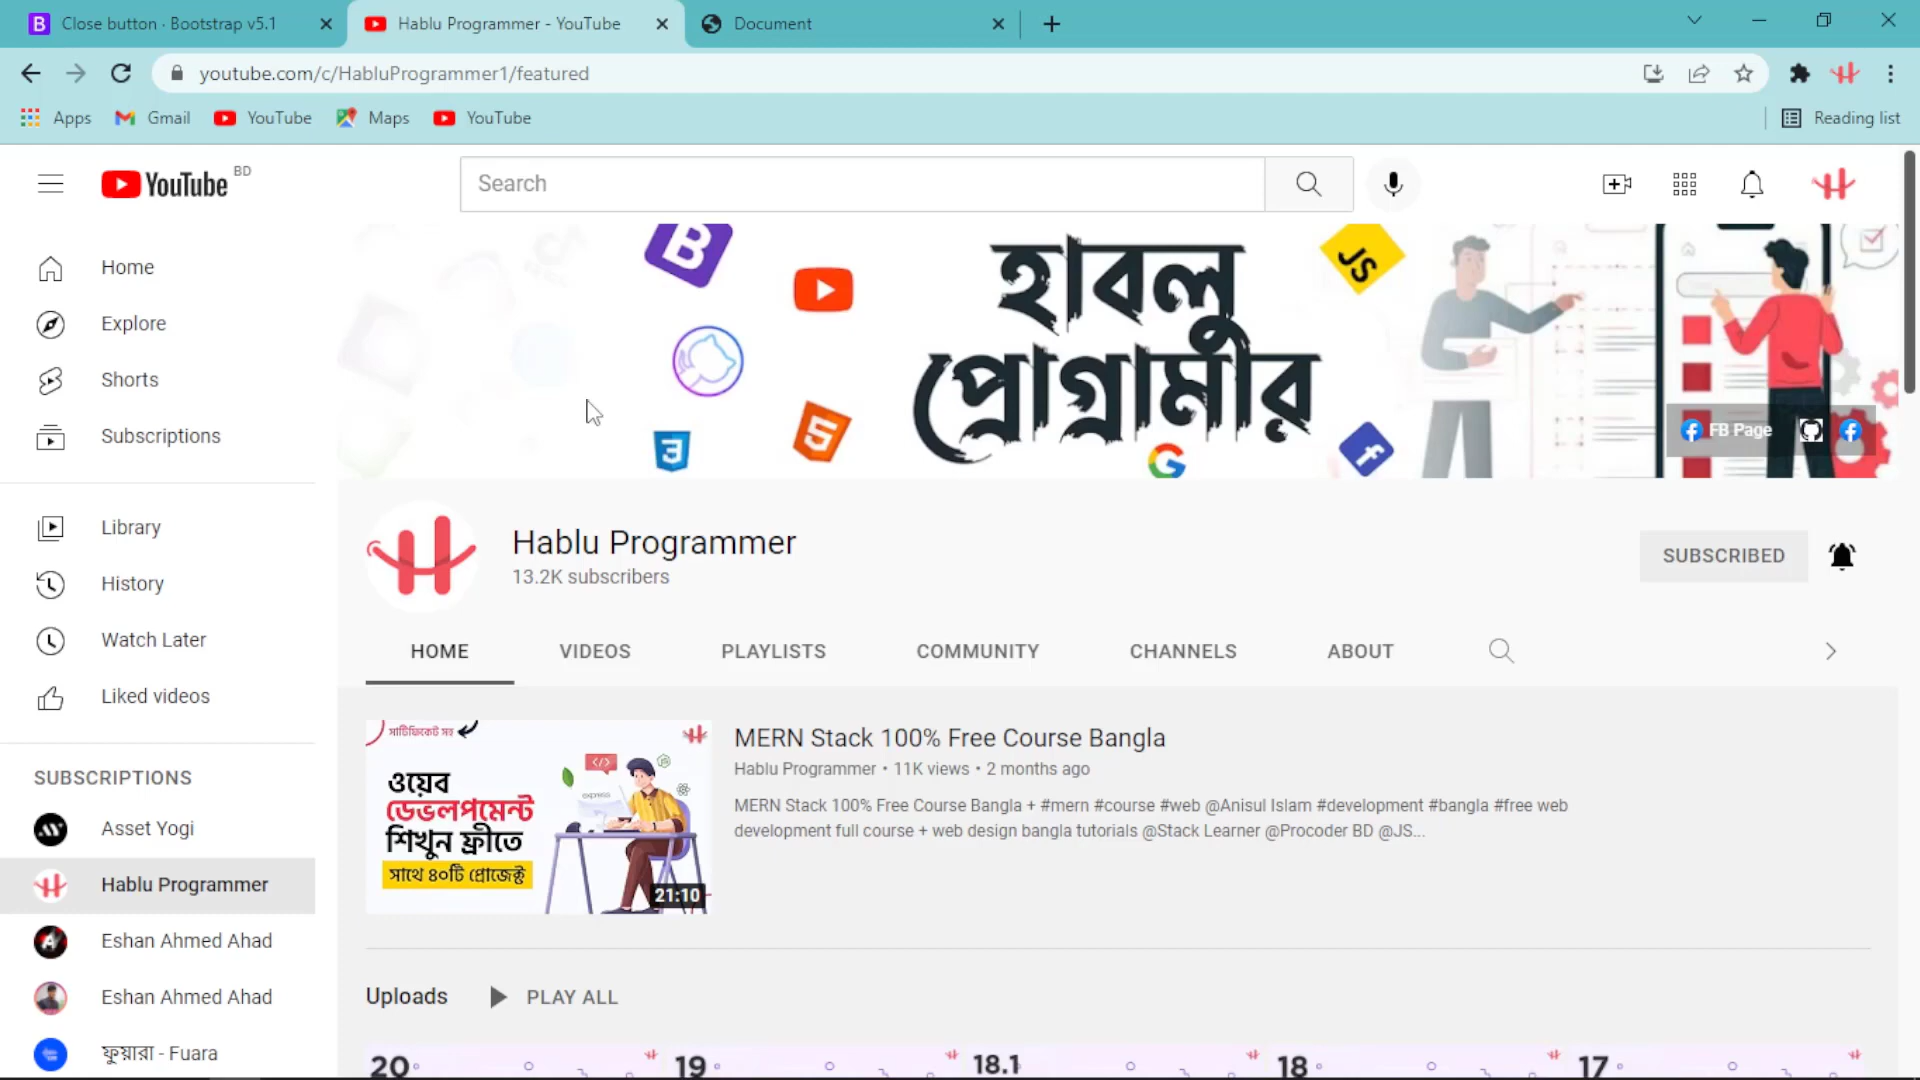 Close button · Bootstrap v5.1
Hablu Programmer - YouTube
Document
youtube.com/c/HabluProgrammer1/featured
Apps
Gmail
YouTube
Maps
YouTube
Reading list
YouTube BD
Search
হাবলু
প্রোগ্রামার
FB Page
Home
Explore
Shorts
Subscriptions
Library
History
Watch Later
Liked videos
SUBSCRIPTIONS
Asset Yogi
Hablu Programmer
Eshan Ahmed Ahad
Eshan Ahmed Ahad
ফুয়ারা - Fuara
Hablu Programmer
13.2K subscribers
SUBSCRIBED
HOME
VIDEOS
PLAYLISTS
COMMUNITY
CHANNELS
ABOUT
সার্টিফিকেট সহ
ওয়েব
ডেভলপমেন্ট
শিখুন ফ্রীতে
সাথে ৪০টি প্রোজেক্ট
express
21:10
MERN Stack 100% Free Course Bangla
Hablu Programmer • 11K views • 2 months ago
MERN Stack 100% Free Course Bangla + #mern #course #web @Anisul Islam #development #bangla #free web
development full course + web design bangla tutorials @Stack Learner @Procoder BD @JS...
Uploads
PLAY ALL
20
19
18.1
18
17